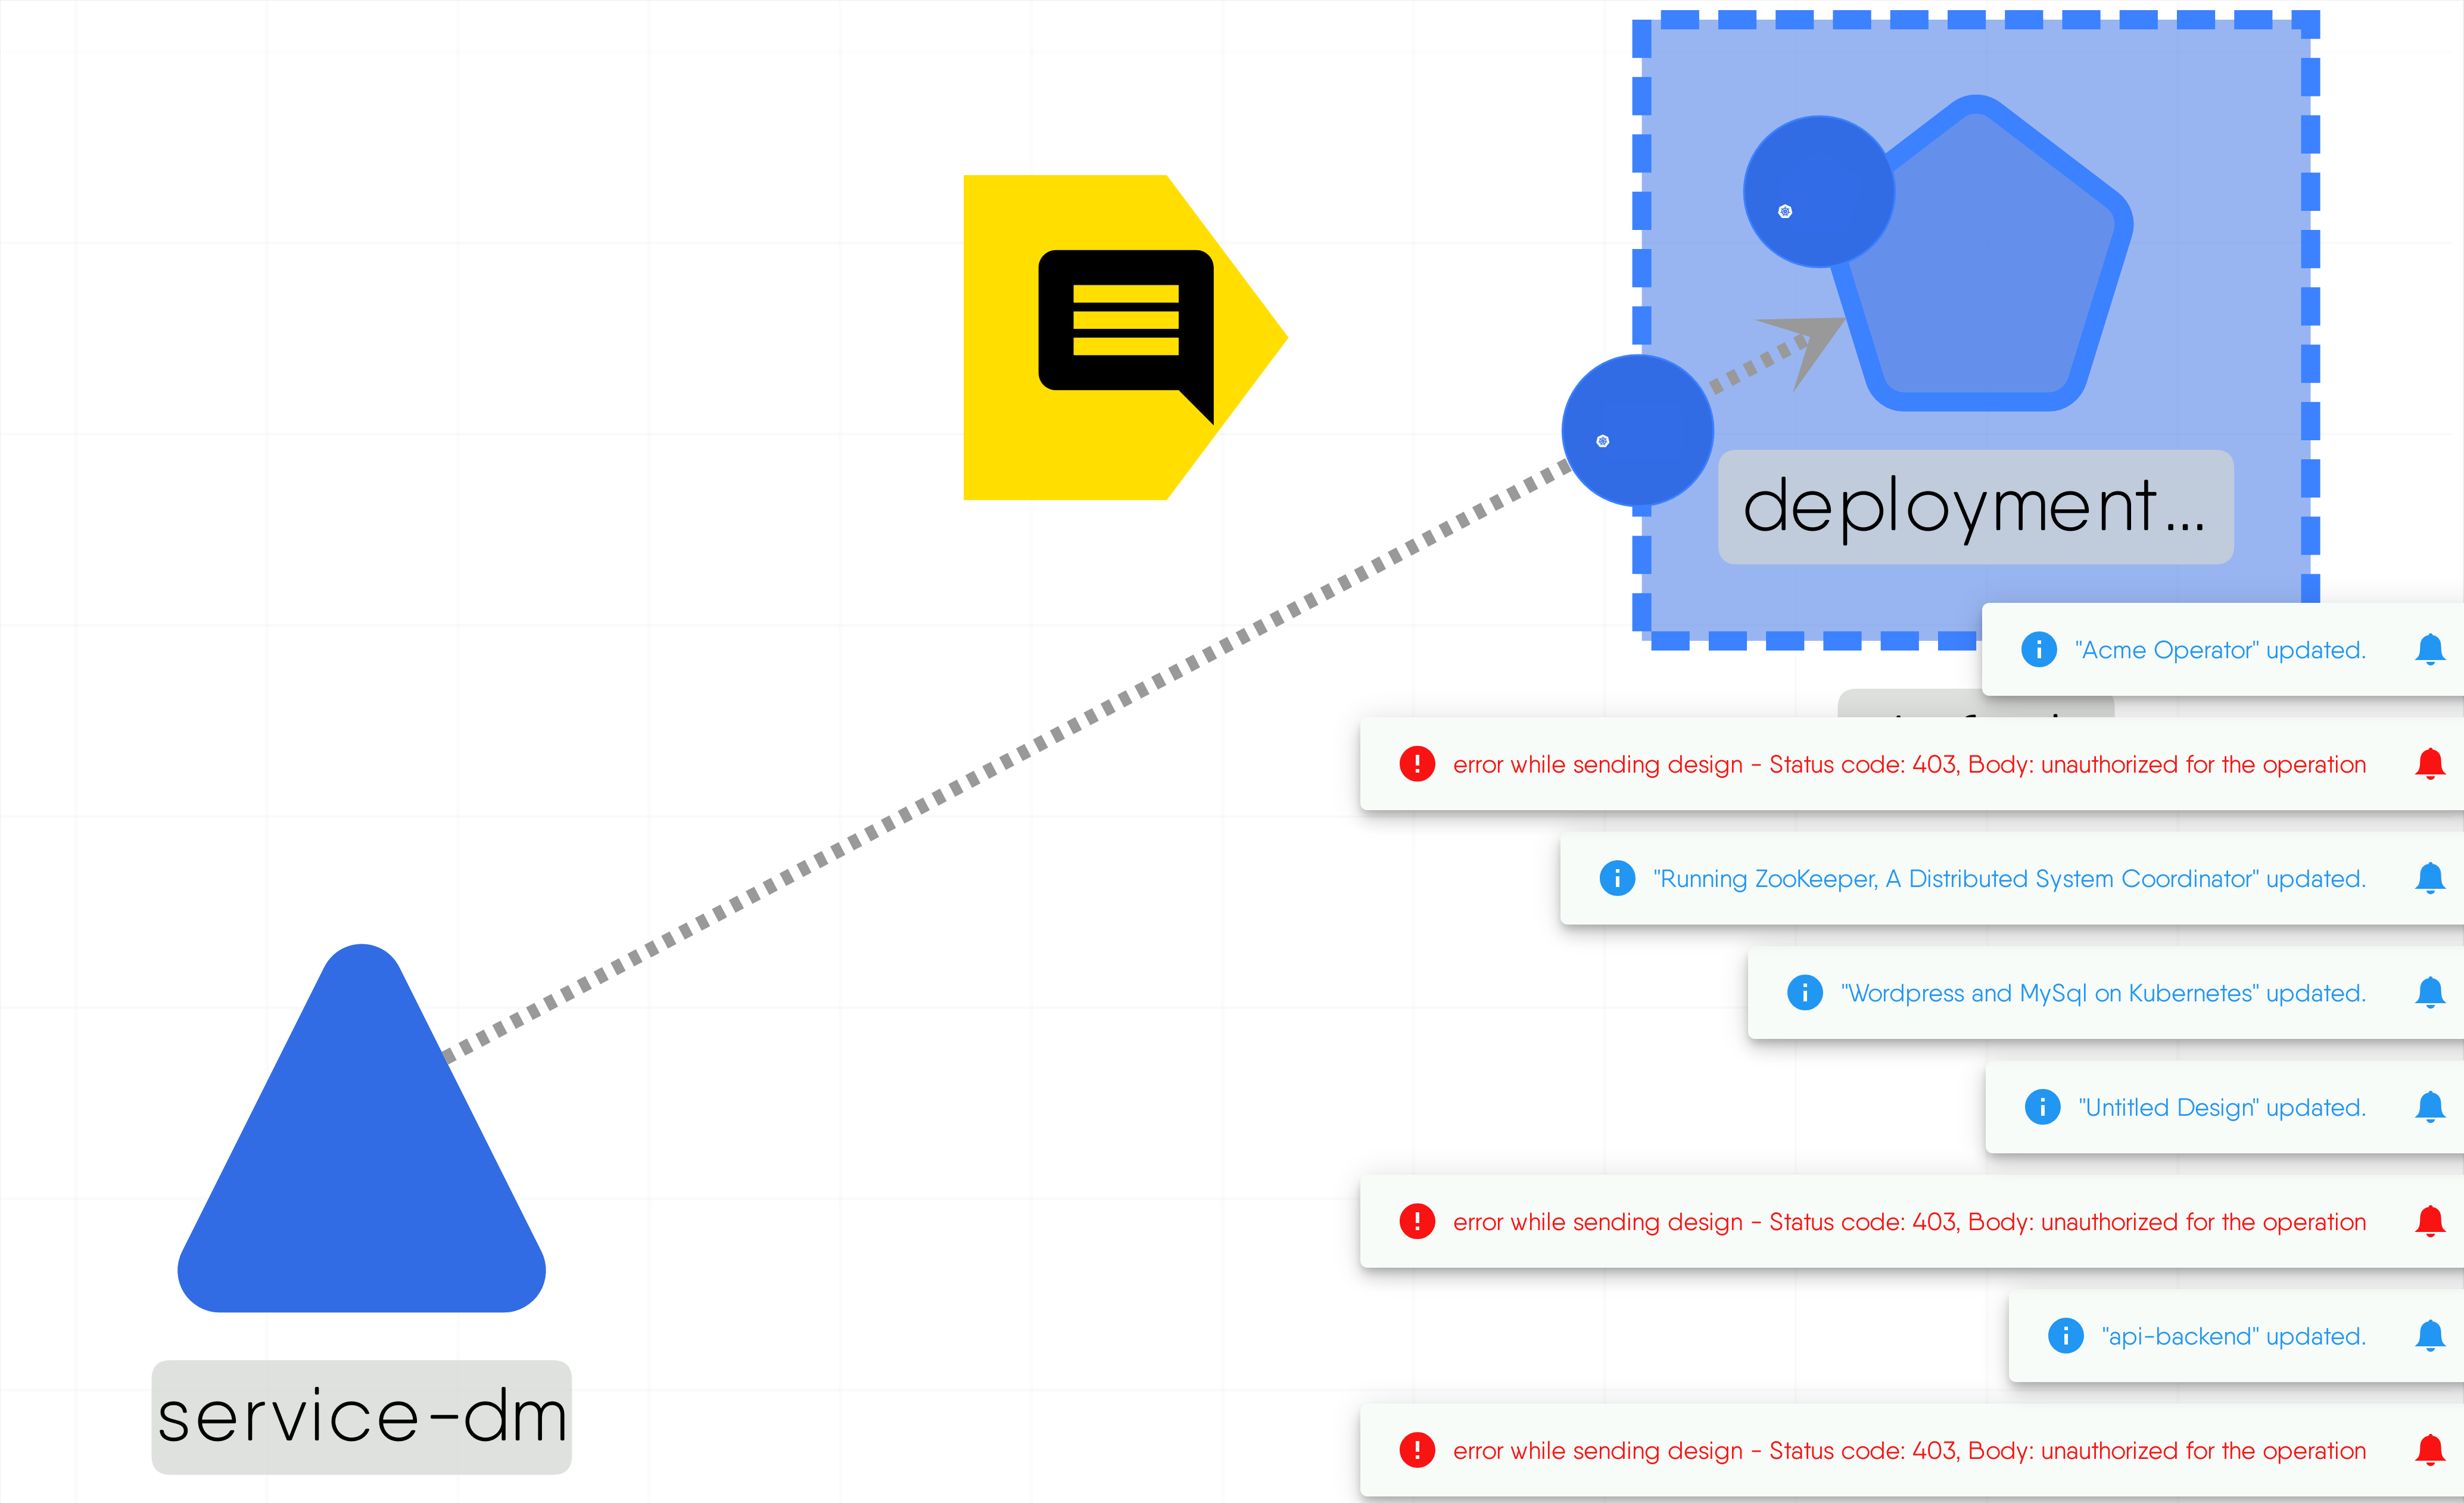 deployment...
"Acme Operator" updated.
error while sending design - Status code: 403, Body: unauthorized for the operation
"Running ZooKeeper, A Distributed System Coordinator" updated.
"Wordpress and MySql on Kubernetes" updated.
"Untitled Design" updated.
error while sending design - Status code: 403, Body: unauthorized for the operation
"api-backend" updated.
service-dm
error while sending design - Status code: 403, Body: unauthorized for the operation